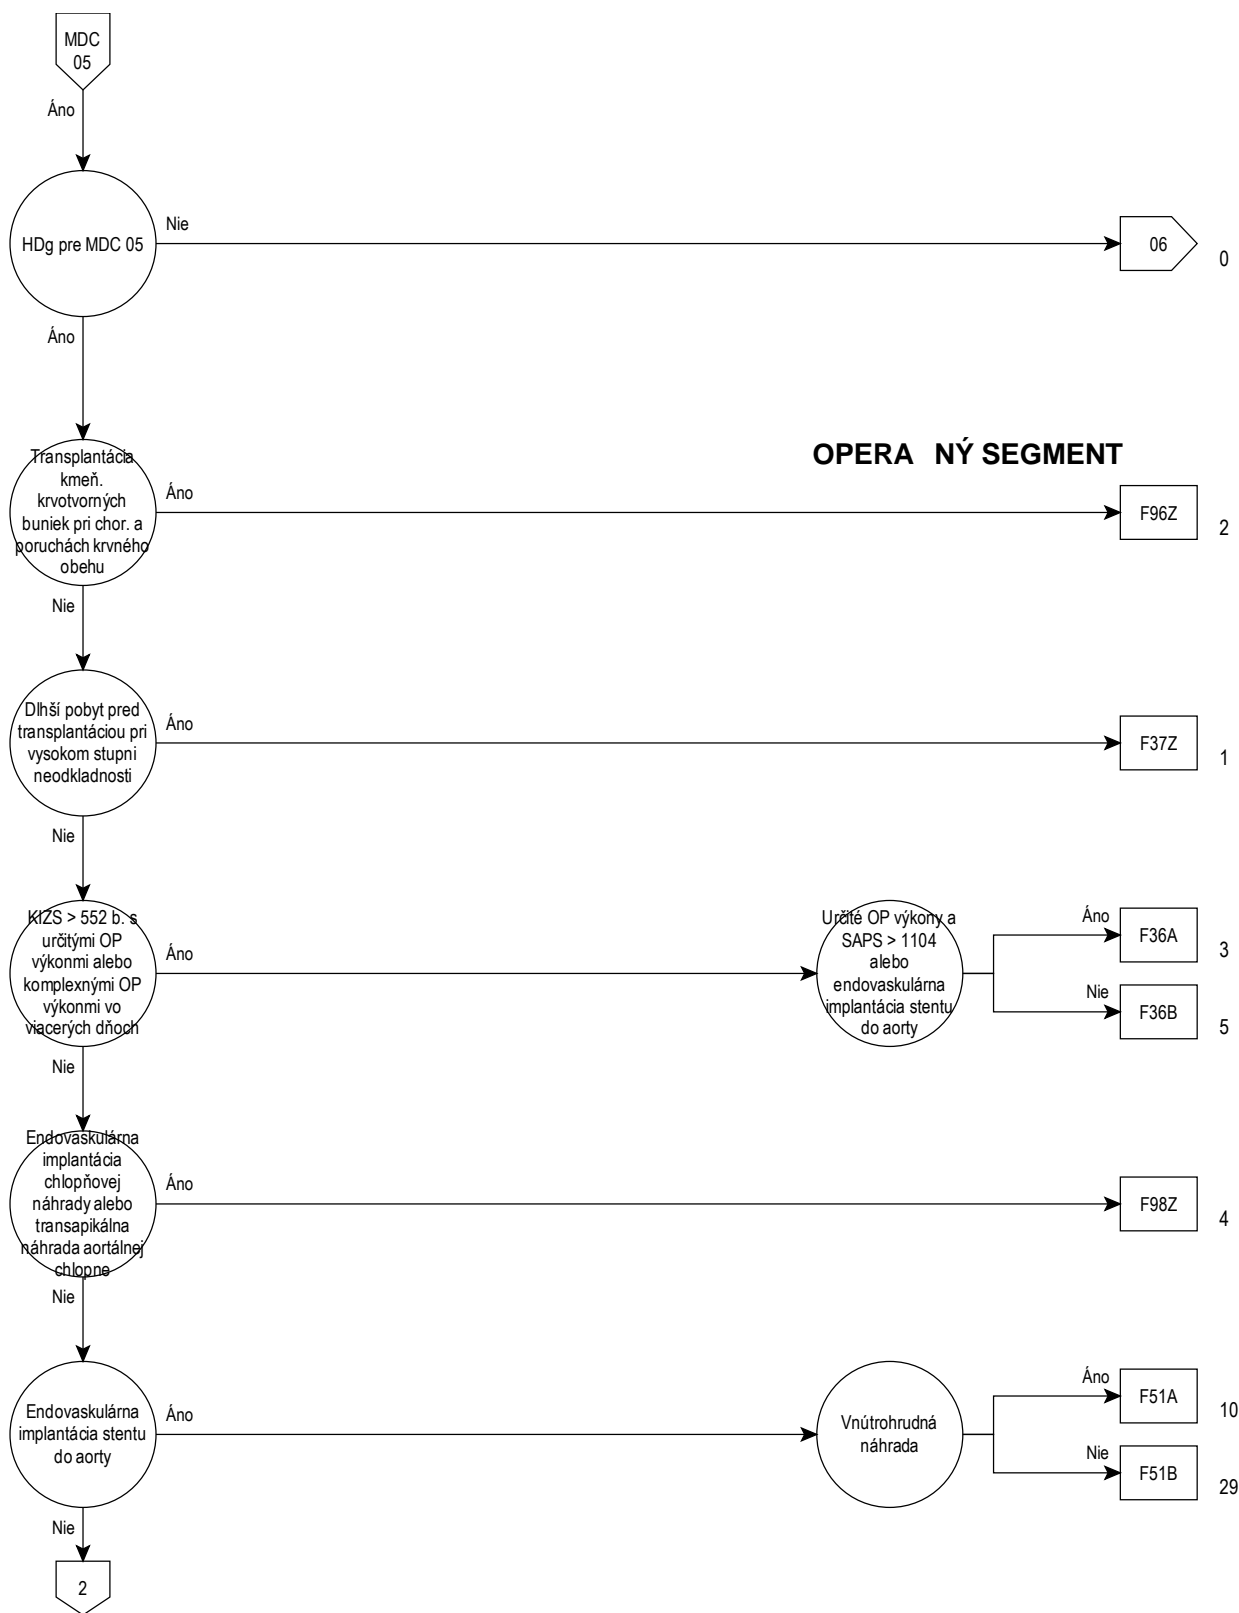 MDC
05
Áno
HDg pre MDC 05
Nie
06
0
Áno
OPERA NÝ SEGMENT
Transplantácia
kmeň.
krvotvorných
buniek pri chor. a
poruchách krvného
obehu
Áno
F96Z
2
Nie
Dlhší pobyt pred
transplantáciou pri
vysokom stupni
neodkladnosti
Áno
F37Z
1
Nie
KIZS > 552 b. s
určitými OP
výkonmi alebo
komplexnými OP
výkonmi vo
viacerých dňoch
Áno
Určité OP výkony a
SAPS > 1104
alebo
endovaskulárna
implantácia stentu
do aorty
Áno
F36A
3
Nie
F36B
5
Nie
Endovaskulárna
implantácia
chlopňovej
náhrady alebo
transapikálna
náhrada aortálnej
chlopne
Áno
F98Z
4
Nie
Endovaskulárna
implantácia stentu
do aorty
Áno
Vnútrohrudná
náhrada
Áno
F51A
10
Nie
F51B
29
Nie
2